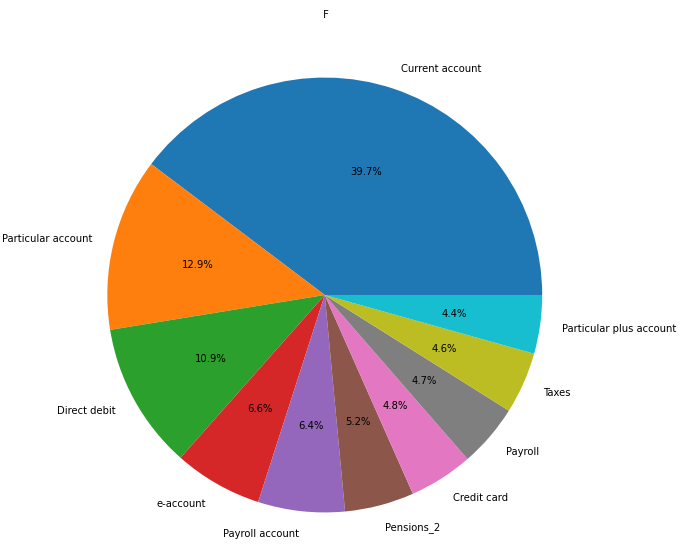 F
Current account
39.7%
Particular account
12.9%
Direct debit
10.9%
e-account
6.6%
Payroll account
6.4%
Pensions_2
5.2%
Credit card
4.8%
Payroll
4.7%
Taxes
4.6%
Particular plus account
4.4%